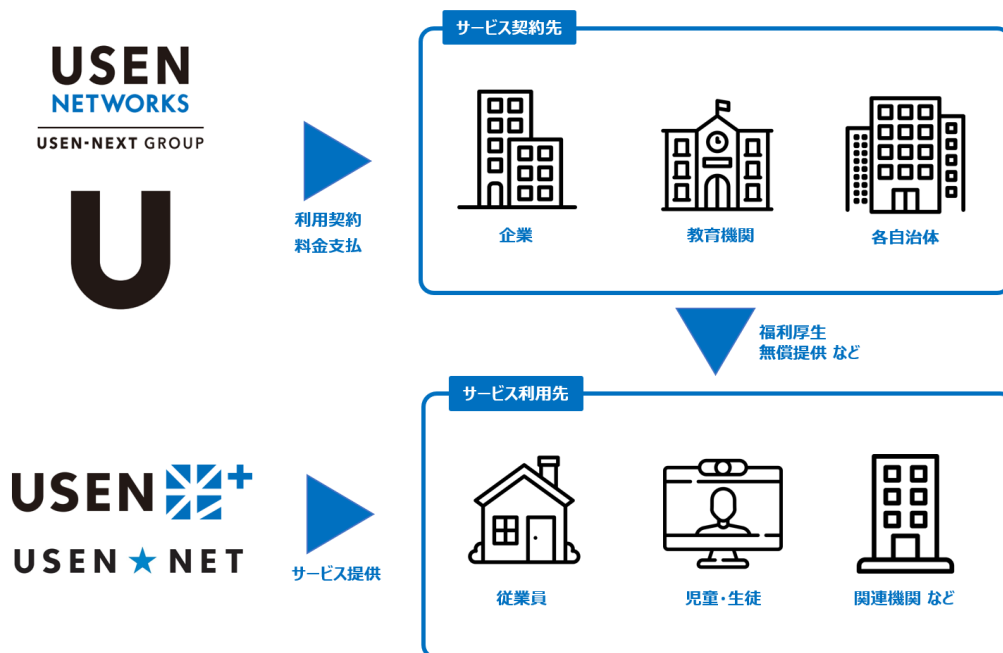 USEN
NETWORKS
USEN-NEXT GROUP
U
利用契約
料金支払
サービス契約先
企業
教育機関
各自治体
福利厚生
無償提供 など
USEN +
USEN ★ NET
サービス提供
サービス利用先
従業員
児童・生徒
関連機関 など